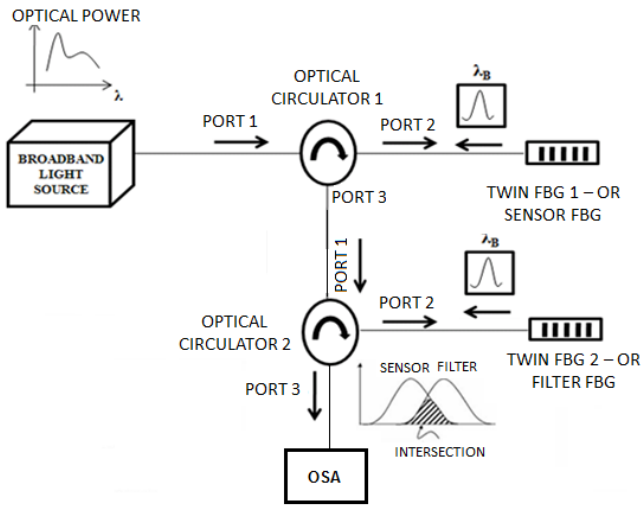 OPTICAL POWER
λ
OPTICAL
CIRCULATOR 1
λB
PORT 1
PORT 2
BROADBAND
LIGHT
SOURCE
TWIN FBG 1 – OR
SENSOR FBG
PORT 3
PORT 1
λB
PORT 2
OPTICAL
CIRCULATOR 2
TWIN FBG 2 – OR
FILTER FBG
PORT 3
SENSOR FILTER
INTERSECTION
OSA